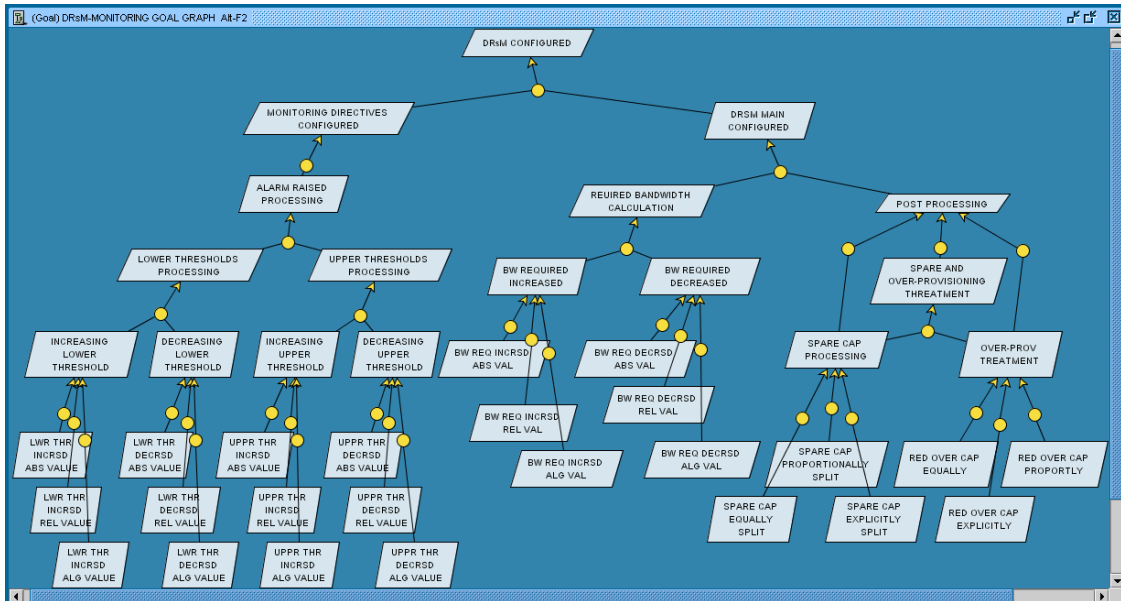 (Goal) DRsM-MONITORING GOAL GRAPH Alt-F2
DRsM CONFIGURED
MONITORING DIRECTIVES
CONFIGURED
DRSM MAIN
CONFIGURED
ALARM RAISED
PROCESSING
REUIRED BANDWIDTH
CALCULATION
POST PROCESSING
LOWER THRESHOLDS
PROCESSING
UPPER THRESHOLDS
PROCESSING
BW REQUIRED
INCREASED
BW REQUIRED
DECREASED
SPARE AND
OVER-PROVISIONING
THREATMENT
INCREASING
LOWER
THRESHOLD
DECREASING
LOWER
THRESHOLD
INCREASING
UPPER
THRESHOLD
DECREASING
UPPER
THRESHOLD
BW REQ INCRSD
ABS VAL
BW REQ DECRSD
ABS VAL
SPARE CAP
PROCESSING
OVER-PROV
TREATMENT
BW REQ INCRSD
REL VAL
BW REQ DECRSD
REL VAL
LWR THR
INCRSD
ABS VALUE
LWR THR
DECRSD
ABS VALUE
UPPR THR
INCRSD
ABS VALUE
UPPR THR
DECRSD
ABS VALUE
BW REQ INCRSD
ALG VAL
BW REQ DECRSD
ALG VAL
SPARE CAP
PROPORTIONALLY
SPLIT
RED OVER CAP
EQUALLY
RED OVER CAP
PROPORTLY
LWR THR
INCRSD
REL VALUE
LWR THR
DECRSD
REL VALUE
UPPR THR
INCRSD
REL VALUE
UPPR THR
DECRSD
REL VALUE
SPARE CAP
EQUALLY
SPLIT
SPARE CAP
EXPLICITLY
SPLIT
RED OVER CAP
EXPLICITLY
LWR THR
INCRSD
ALG VALUE
LWR THR
DECRSD
ALG VALUE
UPPR THR
INCRSD
ALG VALUE
UPPR THR
DECRSD
ALG VALUE